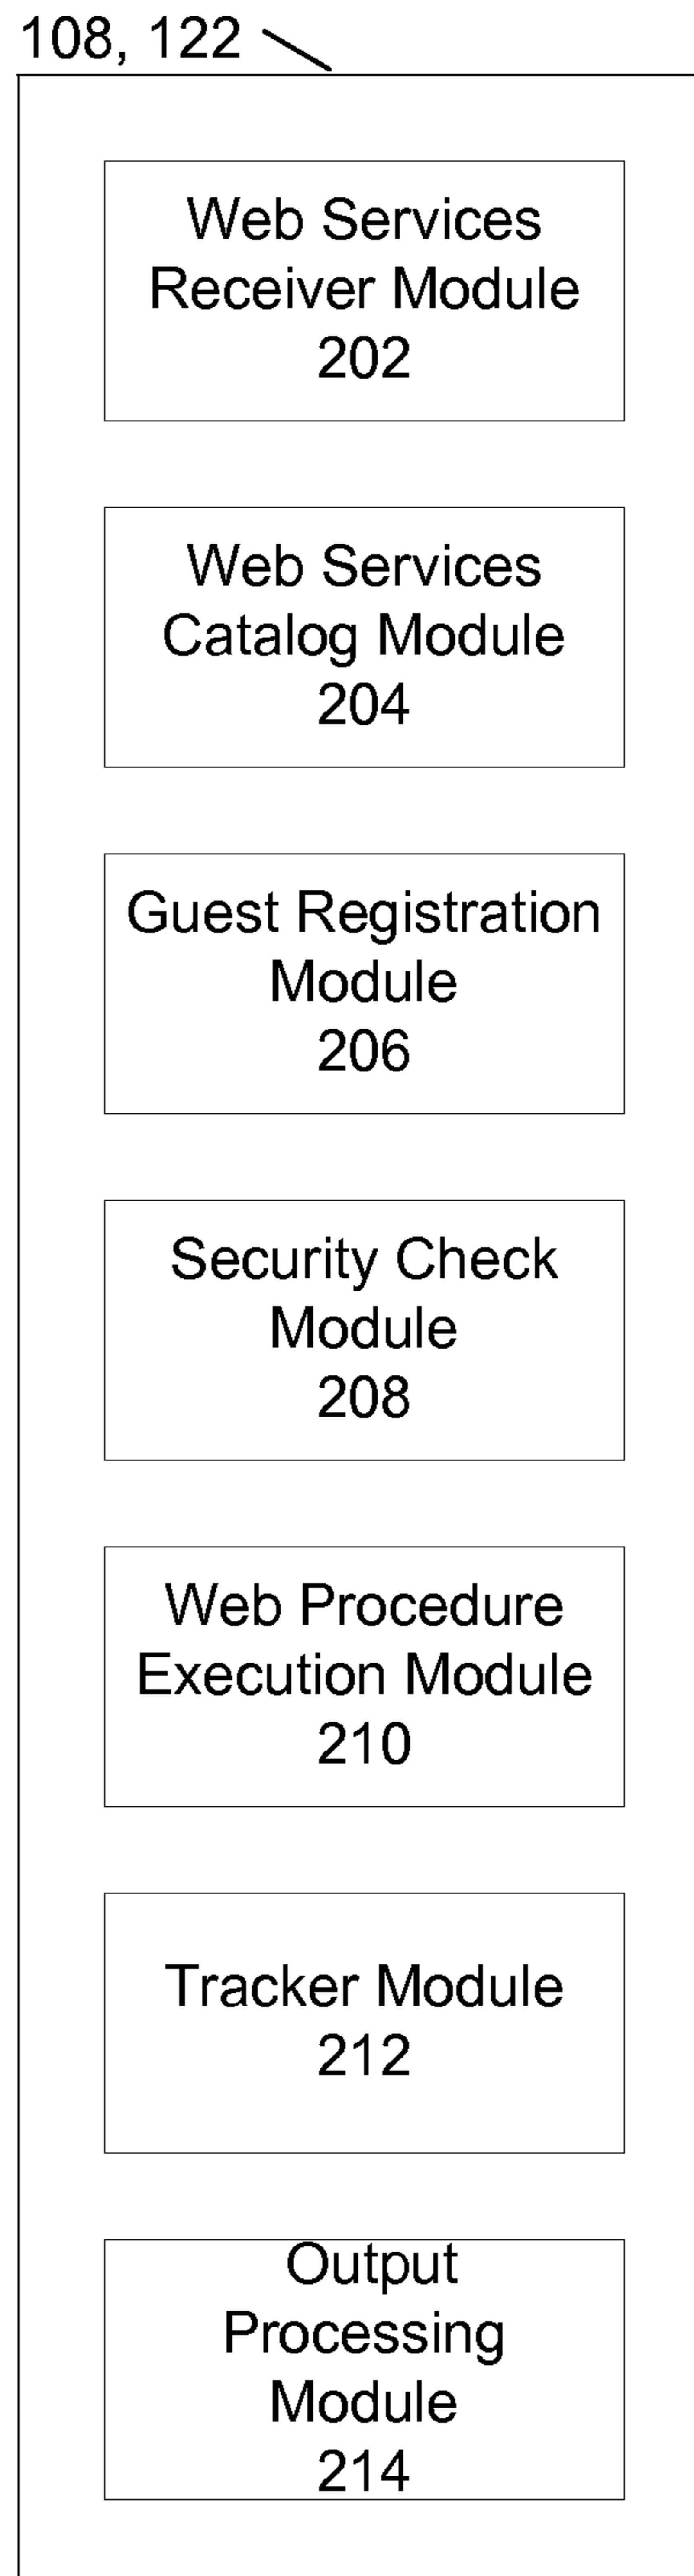 108, 122
Web Services
Receiver Module
202
Web Services
Catalog Module
204
Guest Registration
Module
206
Security Check
Module
208
Web Procedure
Execution Module
210
Tracker Module
212
Output
Processing
Module
214